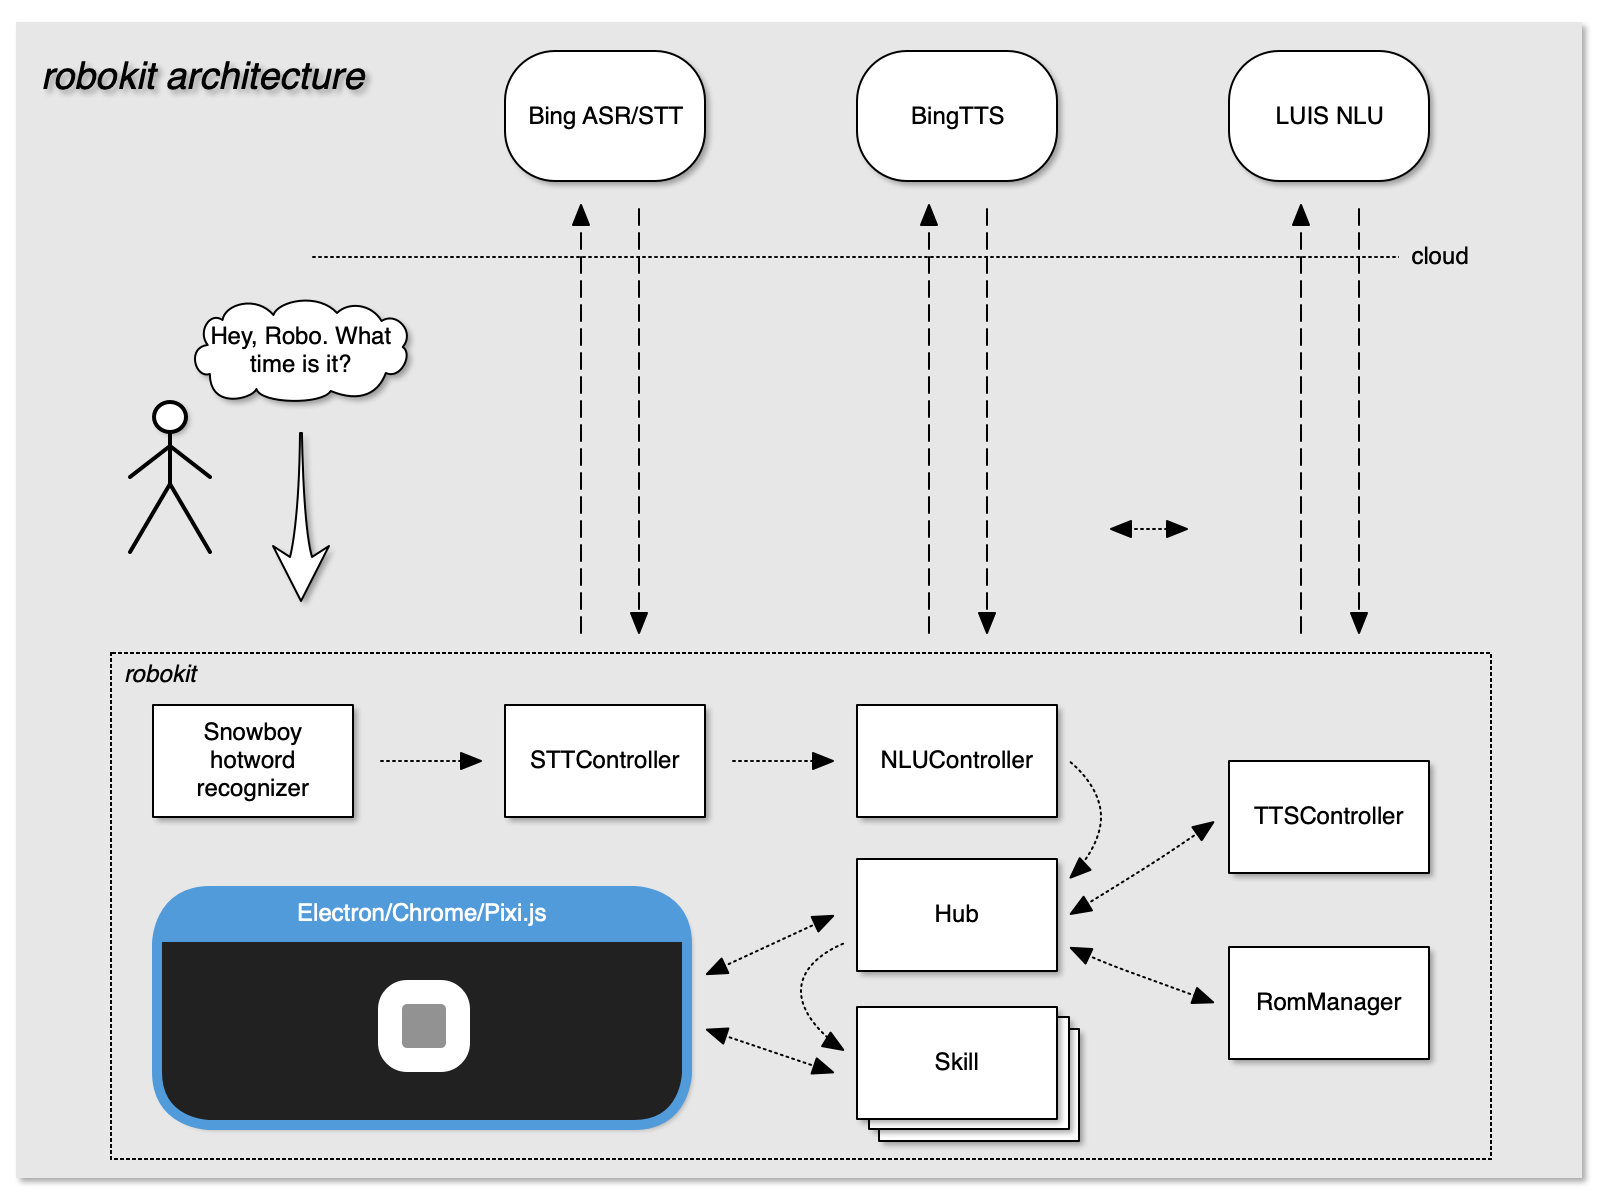 robokit architecture
Bing ASR/STT
BingTTS
LUIS NLU
cloud
Hey, Robo. What
time is it?
robokit
Snowboy
hotword
recognizer
STTController
NLUController
TTSController
Electron/Chrome/Pixi.js
Hub
RomManager
Skill